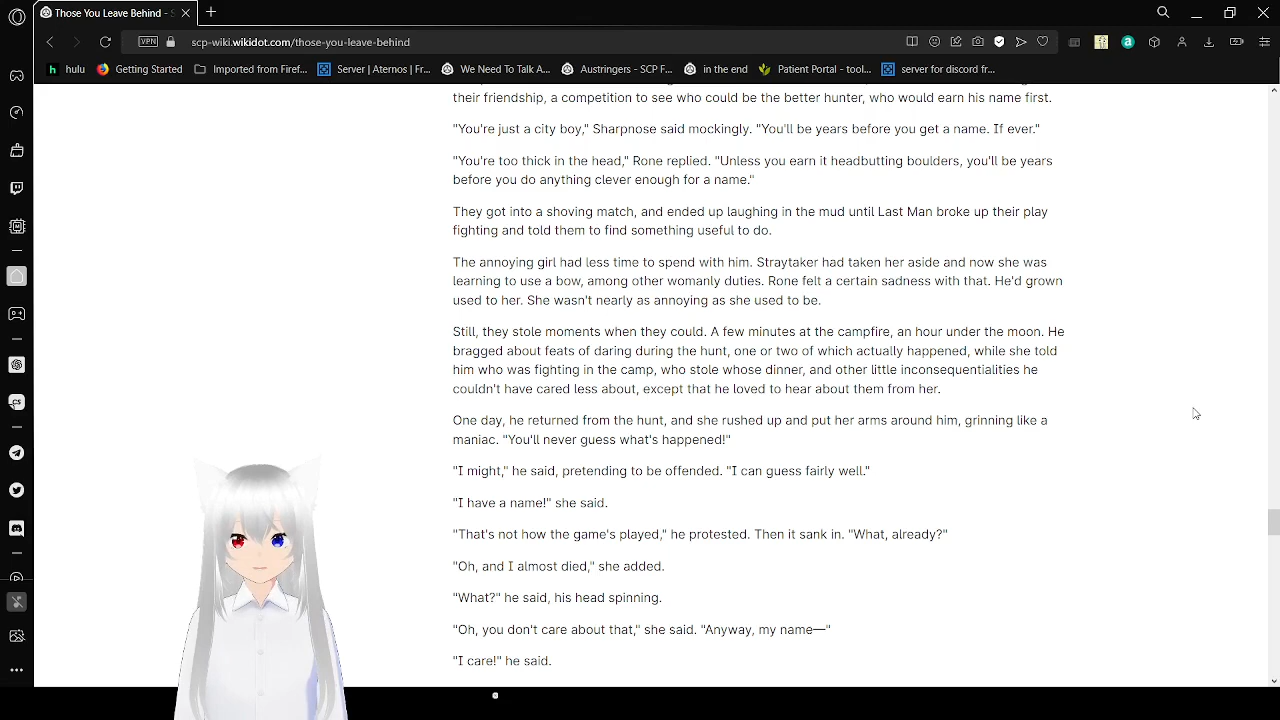 Those You Leave Behind - S
scp-wiki.wikidot.com/those-you-leave-behind
VPN
hulu
Getting Started
Imported from Firef...
Server | Aternos | Fr...
We Need To Talk A...
Austringers - SCP F...
in the end
Patient Portal - tool...
server for discord fr...
their friendship, a competition to see who could be the better hunter, who would earn his name first.
"You're just a city boy," Sharpnose said mockingly. "You'll be years before you get a name. If ever."
"You're too thick in the head," Rone replied. "Unless you earn it headbutting boulders, you'll be years
before you do anything clever enough for a name."
They got into a shoving match, and ended up laughing in the mud until Last Man broke up their play
fighting and told them to find something useful to do.
The annoying girl had less time to spend with him. Straytaker had taken her aside and now she was
learning to use a bow, among other womanly duties. Rone felt a certain sadness with that. He'd grown
used to her. She wasn't nearly as annoying as she used to be.
Still, they stole moments when they could. A few minutes at the campfire, an hour under the moon. He
bragged about feats of daring during the hunt, one or two of which actually happened, while she told
him who was fighting in the camp, who stole whose dinner, and other little inconsequentialities he
couldn't have cared less about, except that he loved to hear about them from her.
One day, he returned from the hunt, and she rushed up and put her arms around him, grinning like a
maniac. "You'll never guess what's happened!"
"I might," he said, pretending to be offended. "I can guess fairly well."
"I have a name!" she said.
"That's not how the game's played," he protested. Then it sank in. "What, already?"
"Oh, and I almost died," she added.
"What?" he said, his head spinning.
"Oh, you don't care about that," she said. "Anyway, my name—"
"I care!" he said.